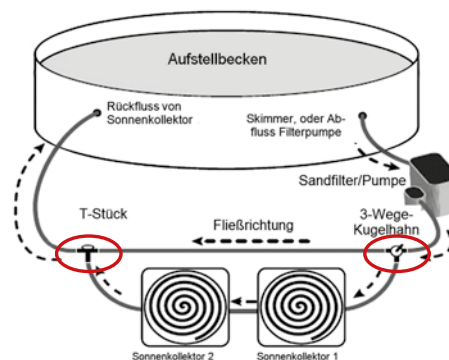 Aufstellbecken
Rückfluss von
Sonnenkollektor
Skimmer, oder Ab-
fluss Filterpumpe
Sandfilter/Pumpe
T-Stück
Fließrichtung
3-Wege-
Kugelhahn
Sonnenkollektor 2
Sonnenkollektor 1